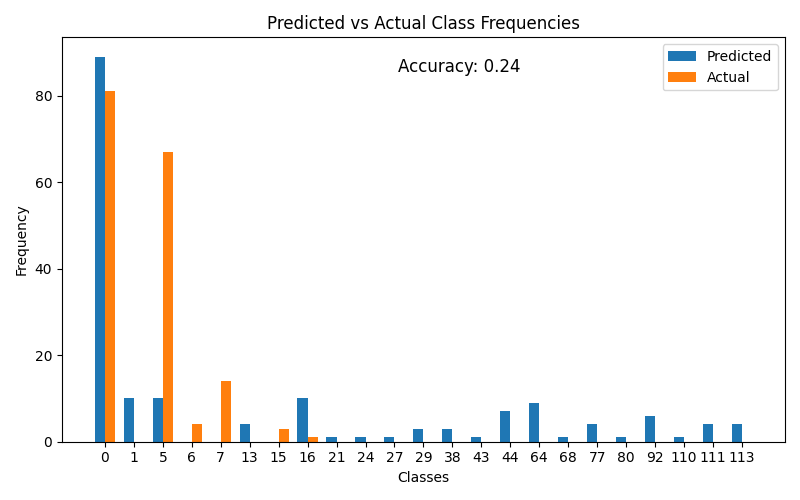 Predicted vs Actual Class Frequencies
Accuracy: 0.24
Predicted
Actual
Frequency
80
60
40
20
0
0 1 5 6 7 13 15 16 21 24 27 29 38 43 44 64 68 77 80 92 110 111 113
Classes